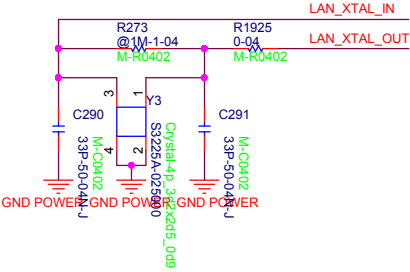 LAN_XTAL_IN
R273
@1M-1-04
M-R0402
R1925
0-04
M-R0402
LAN_XTAL_OUT
3
1
Y3
4
2
S3225A-025000
Crystal-4p_3d2x2d5_0d9
C290
33P-50-04N-J
M-C0402
C291
33P-50-04N-J
M-C0402
GND POWER
GND POWER
GND POWER